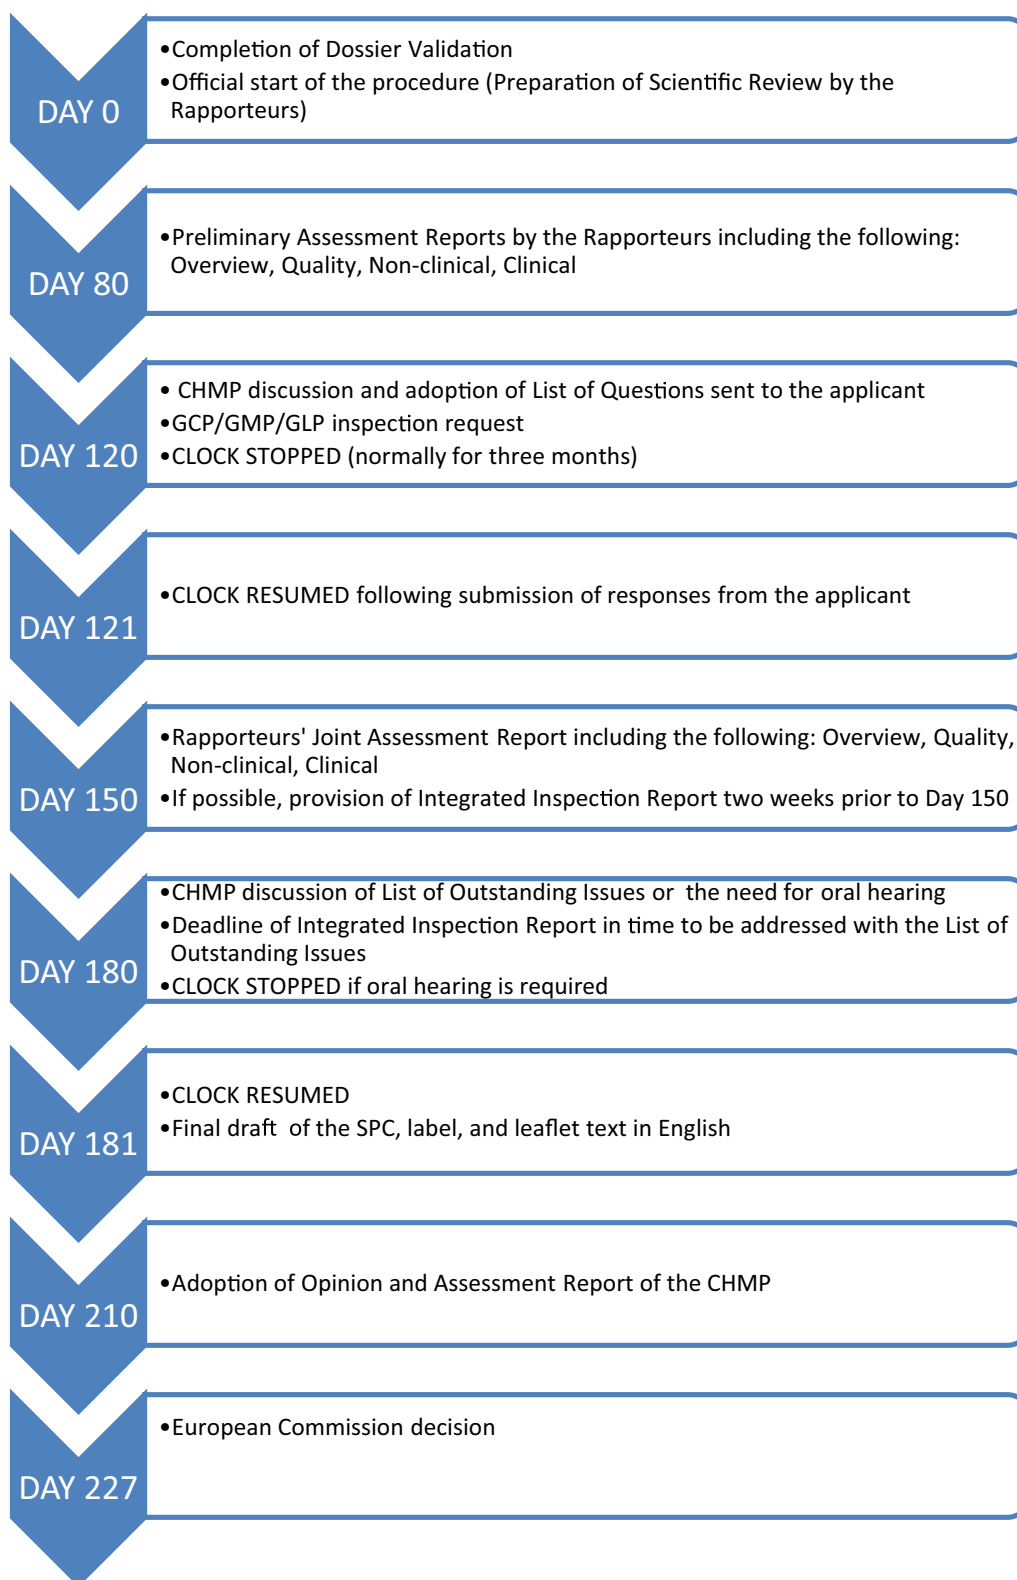 DAY 0
•Completion of Dossier Validation
•Official start of the procedure (Preparation of Scientific Review by the
Rapporteurs)
DAY 80
•Preliminary Assessment Reports by the Rapporteurs including the following:
Overview, Quality, Non-clinical, Clinical
DAY 120
• CHMP discussion and adoption of List of Questions sent to the applicant
•GCP/GMP/GLP inspection request
•CLOCK STOPPED (normally for three months)
DAY 121
•CLOCK RESUMED following submission of responses from the applicant
DAY 150
•Rapporteurs' Joint Assessment Report including the following: Overview, Quality,
Non-clinical, Clinical
•If possible, provision of Integrated Inspection Report two weeks prior to Day 150
DAY 180
•CHMP discussion of List of Outstanding Issues or the need for oral hearing
•Deadline of Integrated Inspection Report in time to be addressed with the List of
Outstanding Issues
•CLOCK STOPPED if oral hearing is required
DAY 181
•CLOCK RESUMED
•Final draft of the SPC, label, and leaflet text in English
DAY 210
•Adoption of Opinion and Assessment Report of the CHMP
DAY 227
•European Commission decision